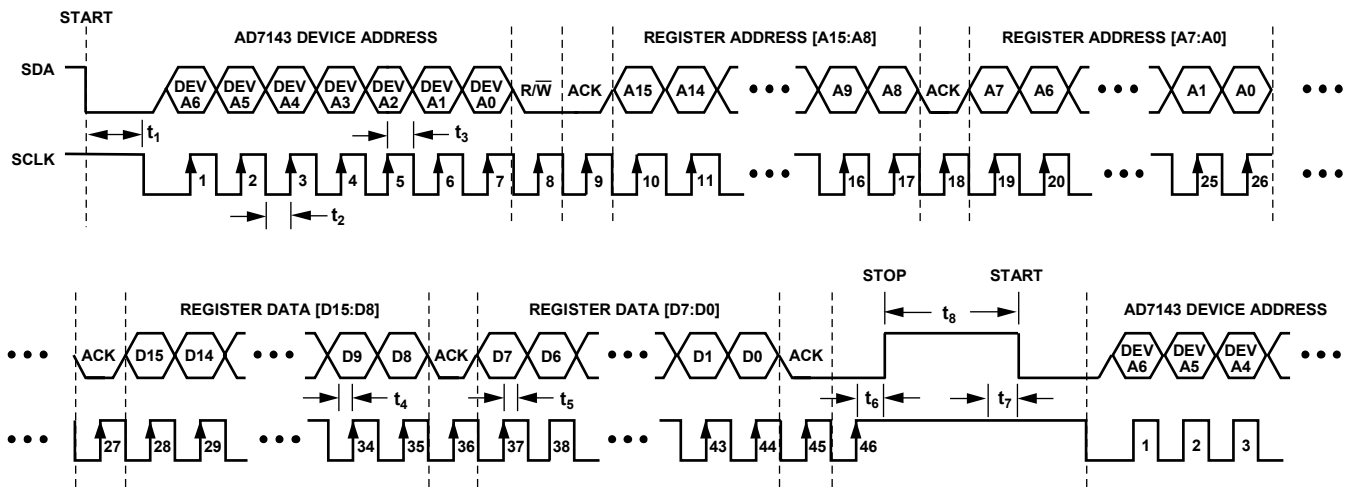 START
AD7143 DEVICE ADDRESS REGISTER ADDRESS [A15:A8] REGISTER ADDRESS [A7:A0]
SDA DEV A6 DEV A5 DEV A4 DEV A3 DEV A2 DEV A1 DEV A0 R/W̅ ACK A15 A14 A9 A8 ACK A7 A6 A1 A0
t1 t3
SCLK 1 2 3 4 5 6 7 8 9 10 11 16 17 18 19 20 25 26
t2
STOP START
REGISTER DATA [D15:D8] REGISTER DATA [D7:D0] t8 AD7143 DEVICE ADDRESS
ACK D15 D14 D9 D8 ACK D7 D6 D1 D0 ACK DEV A6 DEV A5 DEV A4
t4 t5 t6 t7
27 28 29 34 35 36 37 38 43 44 45 46 1 2 3